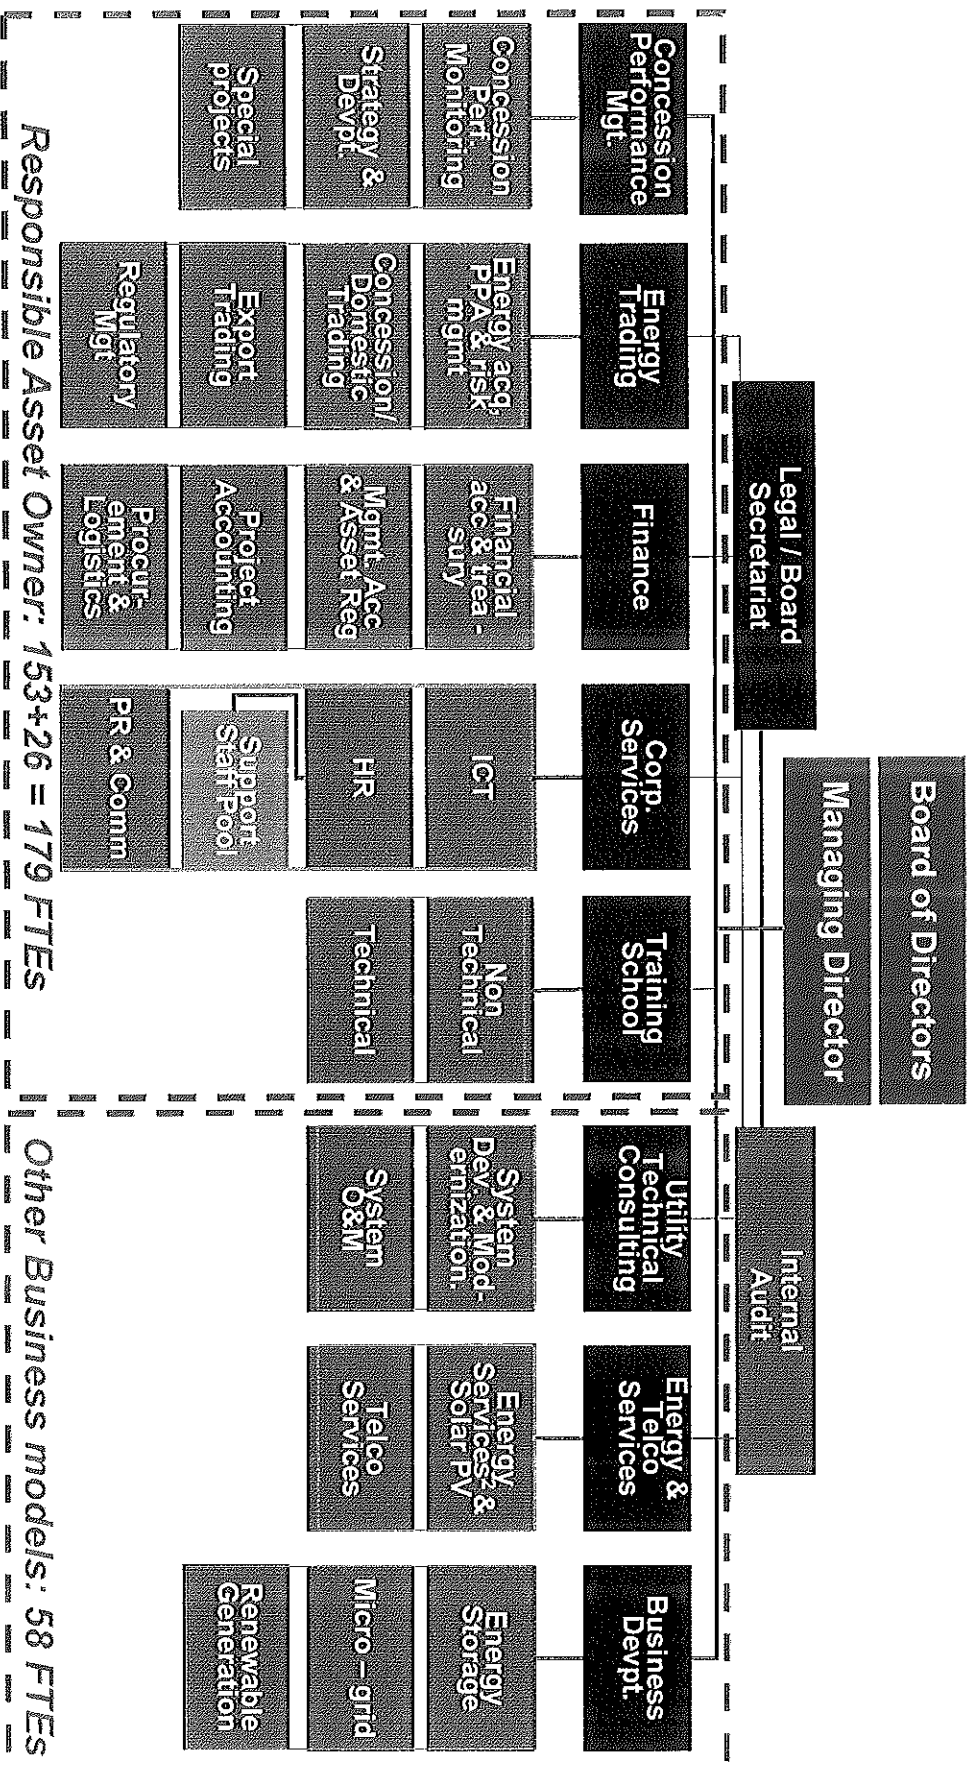 Board of Directors
Managing Director
Legal / Board
Secretariat
Internal
Audit
Concession
Performance
Mgt.
Concession
Perf.
Monitoring
Strategy &
Devpt.
Special
projects
Energy
Trading
Energy acq,
PPA & risk
mgmt
Concession/
Domestic
Trading
Export
Trading
Regulatory
Mgt
Finance
Financial
acc & trea -
sury
Mgmt. Acc
& Asset Reg
Project
Accounting
Procur-
ement &
Logistics
Corp.
Services
ICT
HR
Support
Staff Pool
PR & Comm
Training
School
Non
Technical
Technical
Utility
Technical
Consulting
System
Dev. & Mod-
ernization.
System
O&M
Energy &
Telco
Services
Energy
Services² &
Solar PV
Telco
Services
Business
Devpt.
Energy
Storage
Micro – grid
Renewable
Generation
Responsible Asset Owner: 153+26 = 179 FTEs
Other Business models: 58 FTEs